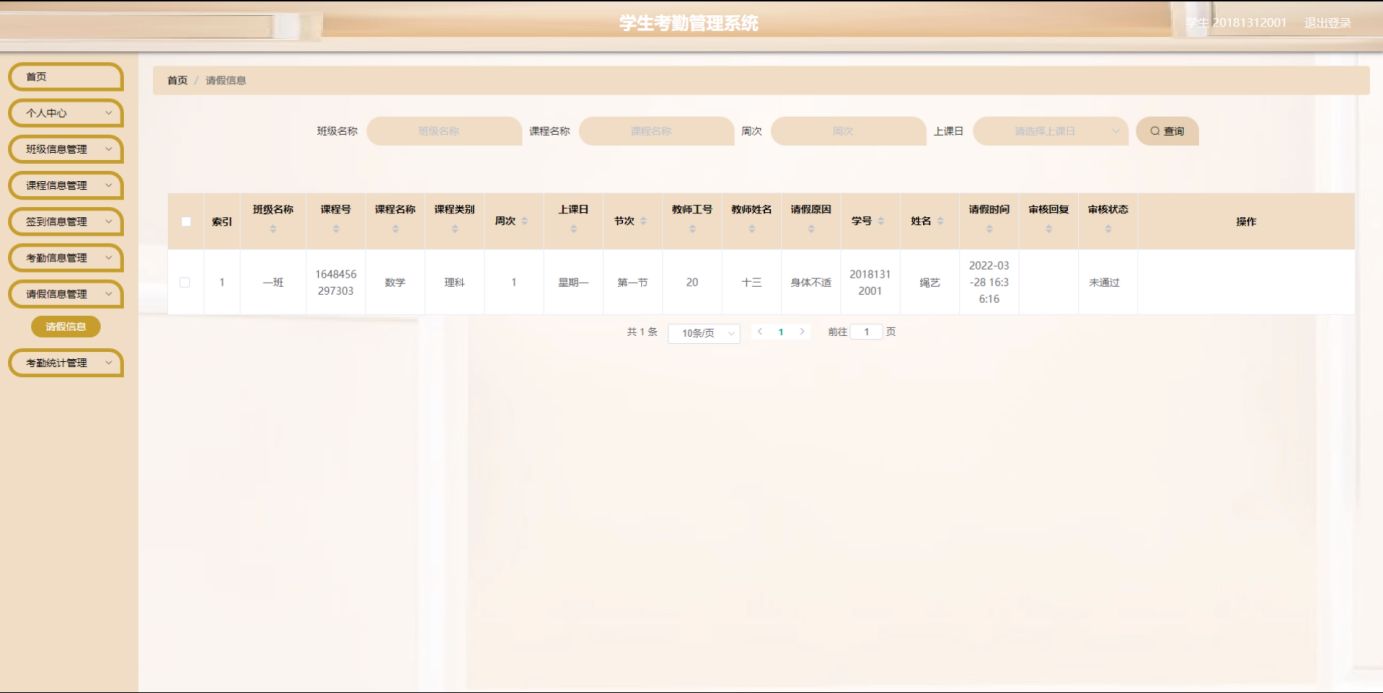 学生考勤管理系统
学生 20181312001 退出登录
首页
个人中心
班级信息管理
课程信息管理
签到信息管理
考勤信息管理
请假信息管理
请假信息
考勤统计管理
首页 / 请假信息
班级名称 班级名称 课程名称 课程名称 周次 周次 上课日 请选择上课日 查询
索引 班级名称 课程号 课程名称 课程类别 周次 上课日 节次 教师工号 教师姓名 请假原因 学号 姓名 请假时间 审核回复 审核状态 操作
1 一班 1648456297303 数学 理科 1 星期一 第一节 20 十三 身体不适 20181312001 绳艺 2022-03-28 16:36:16 未通过
共 1 条 10条/页 1 前往 1 页